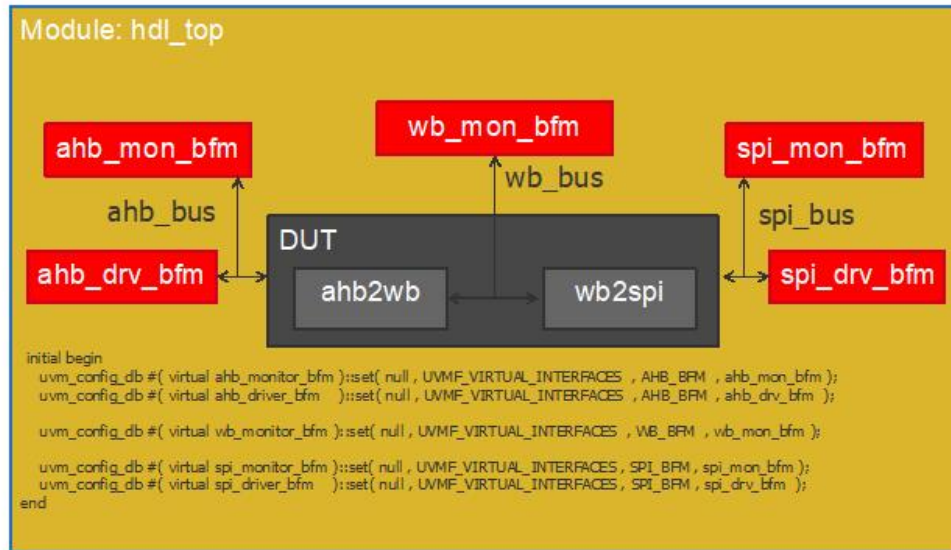 Module: hdl_top
wb_mon_bfm
ahb_mon_bfm
spi_mon_bfm
wb_bus
ahb_bus
spi_bus
DUT
ahb_drv_bfm
spi_drv_bfm
ahb2wb
wb2spi
initial begin
uvm_config_db #( virtual ahb_monitor_bfm )::set( null , UVMF_VIRTUAL_INTERFACES , AHB_BFM , ahb_mon_bfm );
uvm_config_db #( virtual ahb_driver_bfm )::set( null , UVMF_VIRTUAL_INTERFACES , AHB_BFM , ahb_drv_bfm );
uvm_config_db #( virtual wb_monitor_bfm )::set( null , UVMF_VIRTUAL_INTERFACES , WB_BFM , wb_mon_bfm );
uvm_config_db #( virtual spi_monitor_bfm )::set( null , UVMF_VIRTUAL_INTERFACES , SPI_BFM , spi_mon_bfm );
uvm_config_db #( virtual spi_driver_bfm )::set( null , UVMF_VIRTUAL_INTERFACES , SPI_BFM , spi_drv_bfm );
end